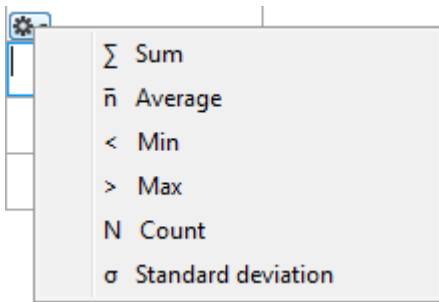 ∑ Sum
n̄ Average
< Min
> Max
N Count
σ Standard deviation